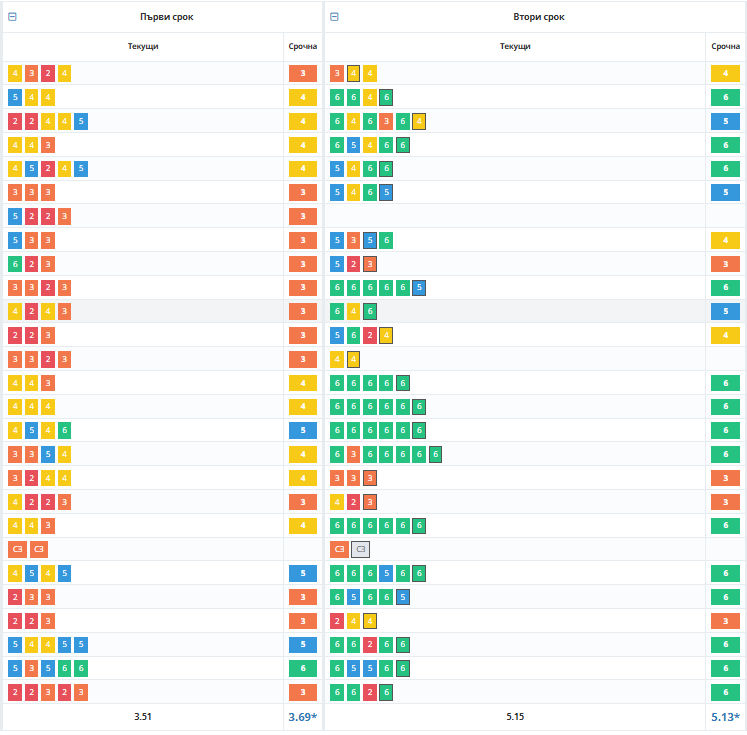 Първи срок Втори срок
Текущи Срочна Текущи Срочна
4 3 2 4 3 3 4 4 4
5 4 4 4 6 6 4 6 6
2 2 4 4 5 4 6 4 6 3 6 4 5
4 4 3 4 6 5 4 6 6 6
4 5 2 4 5 4 5 4 6 6 6
3 3 3 3 5 4 6 5 5
5 2 2 3 3
5 3 3 3 5 3 5 6 4
6 2 3 3 5 2 3 3
3 3 2 3 3 6 6 6 6 6 5 6
4 2 4 3 3 6 4 6 5
2 2 3 3 5 6 2 4 4
3 3 2 3 3 4 4
4 4 3 4 6 6 6 6 6 6
4 4 4 4 6 6 6 6 6 6 6
4 5 4 6 5 6 6 6 6 6 6 6
3 3 5 4 4 6 3 6 6 6 6 6 6
3 2 4 4 3 3 3 3 3
4 2 2 3 3 4 2 3 3
4 4 3 4 6 6 6 6 6 6 6
СЗ СЗ СЗ СЗ
4 5 4 5 5 6 6 6 5 6 6 6
2 3 3 3 6 5 6 6 5 6
2 2 3 3 2 4 4 3
5 4 4 5 5 5 6 6 2 6 6 6
5 3 5 6 6 6 6 5 5 6 6 6
2 2 3 2 3 3 6 6 2 6 6
3.51 3.69* 5.15 5.13*